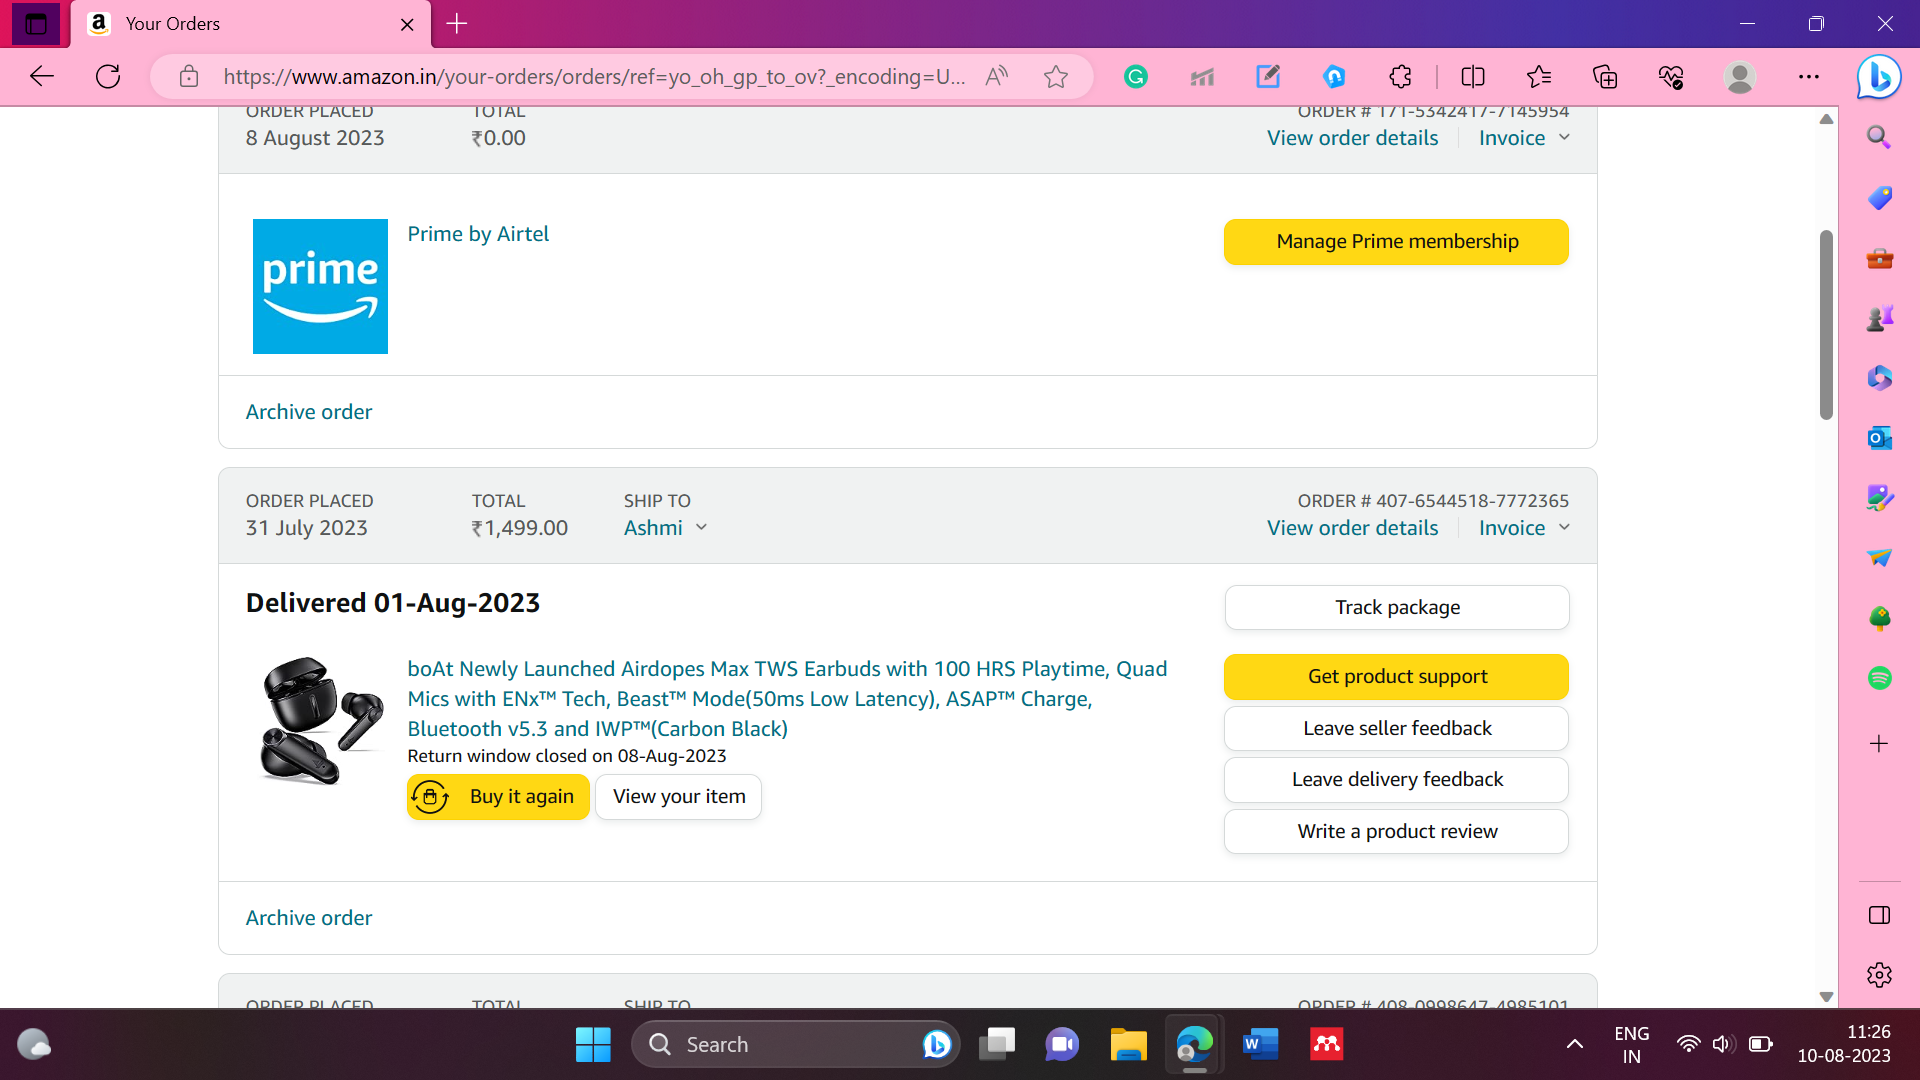 Your Orders
https://www.amazon.in/your-orders/orders/ref=yo_oh_gp_to_ov?_encoding=U...
ORDER PLACED
TOTAL
ORDER # 171-5342417-7145954
8 August 2023
₹0.00
View order details
Invoice
prime
Prime by Airtel
Manage Prime membership
Archive order
ORDER PLACED
TOTAL
SHIP TO
ORDER # 407-6544518-7772365
31 July 2023
₹1,499.00
Ashmi
View order details
Invoice
Delivered 01-Aug-2023
Track package
boAt Newly Launched Airdopes Max TWS Earbuds with 100 HRS Playtime, Quad
Mics with ENx™ Tech, Beast™ Mode(50ms Low Latency), ASAP™ Charge,
Bluetooth v5.3 and IWP™(Carbon Black)
Return window closed on 08-Aug-2023
Buy it again
View your item
Get product support
Leave seller feedback
Leave delivery feedback
Write a product review
Archive order
ORDER PLACED
TOTAL
SHIP TO
ORDER # 408-0998647-4985101
Search
ENG
IN
11:26
10-08-2023